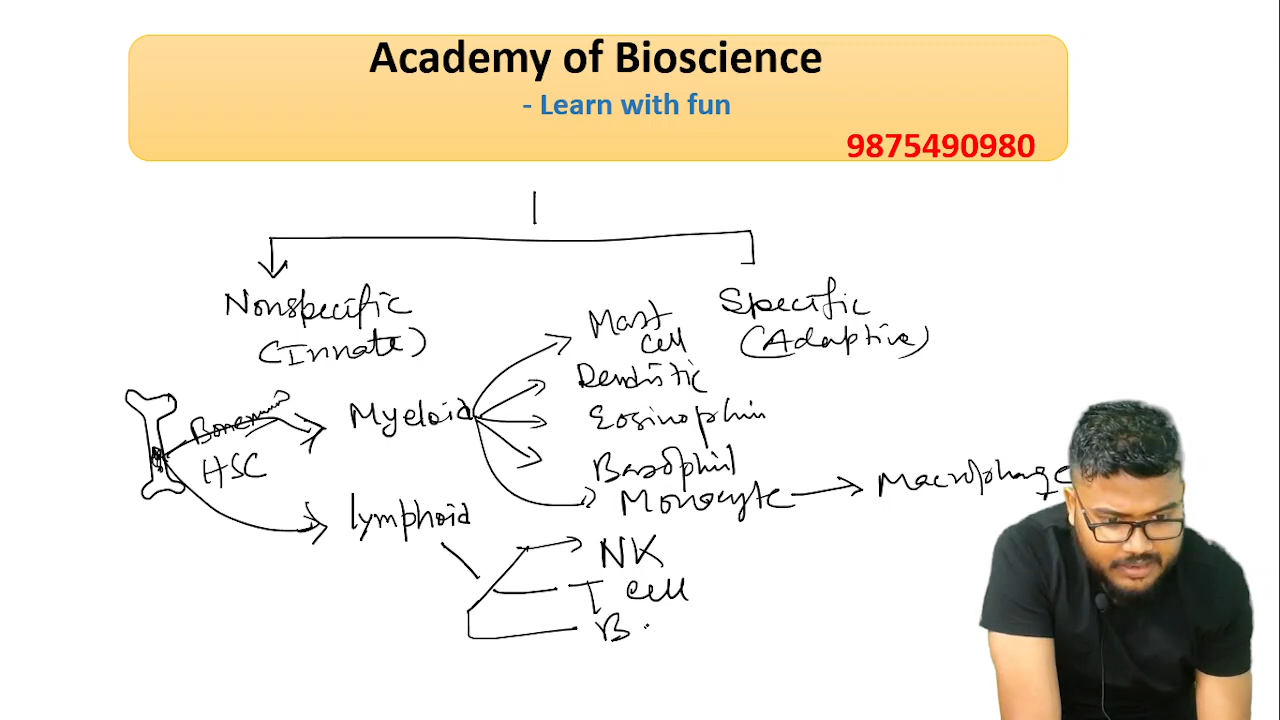 Academy of Bioscience
- Learn with fun
9875490980
Nonspecific
(Innate)
Specific
(Adaptive)
HSC
Myeloid
Mast
cell
Dendritic
Eosinophil
Basophil
Monocyte
Macrophage
lymphoid
NK
T cell
B